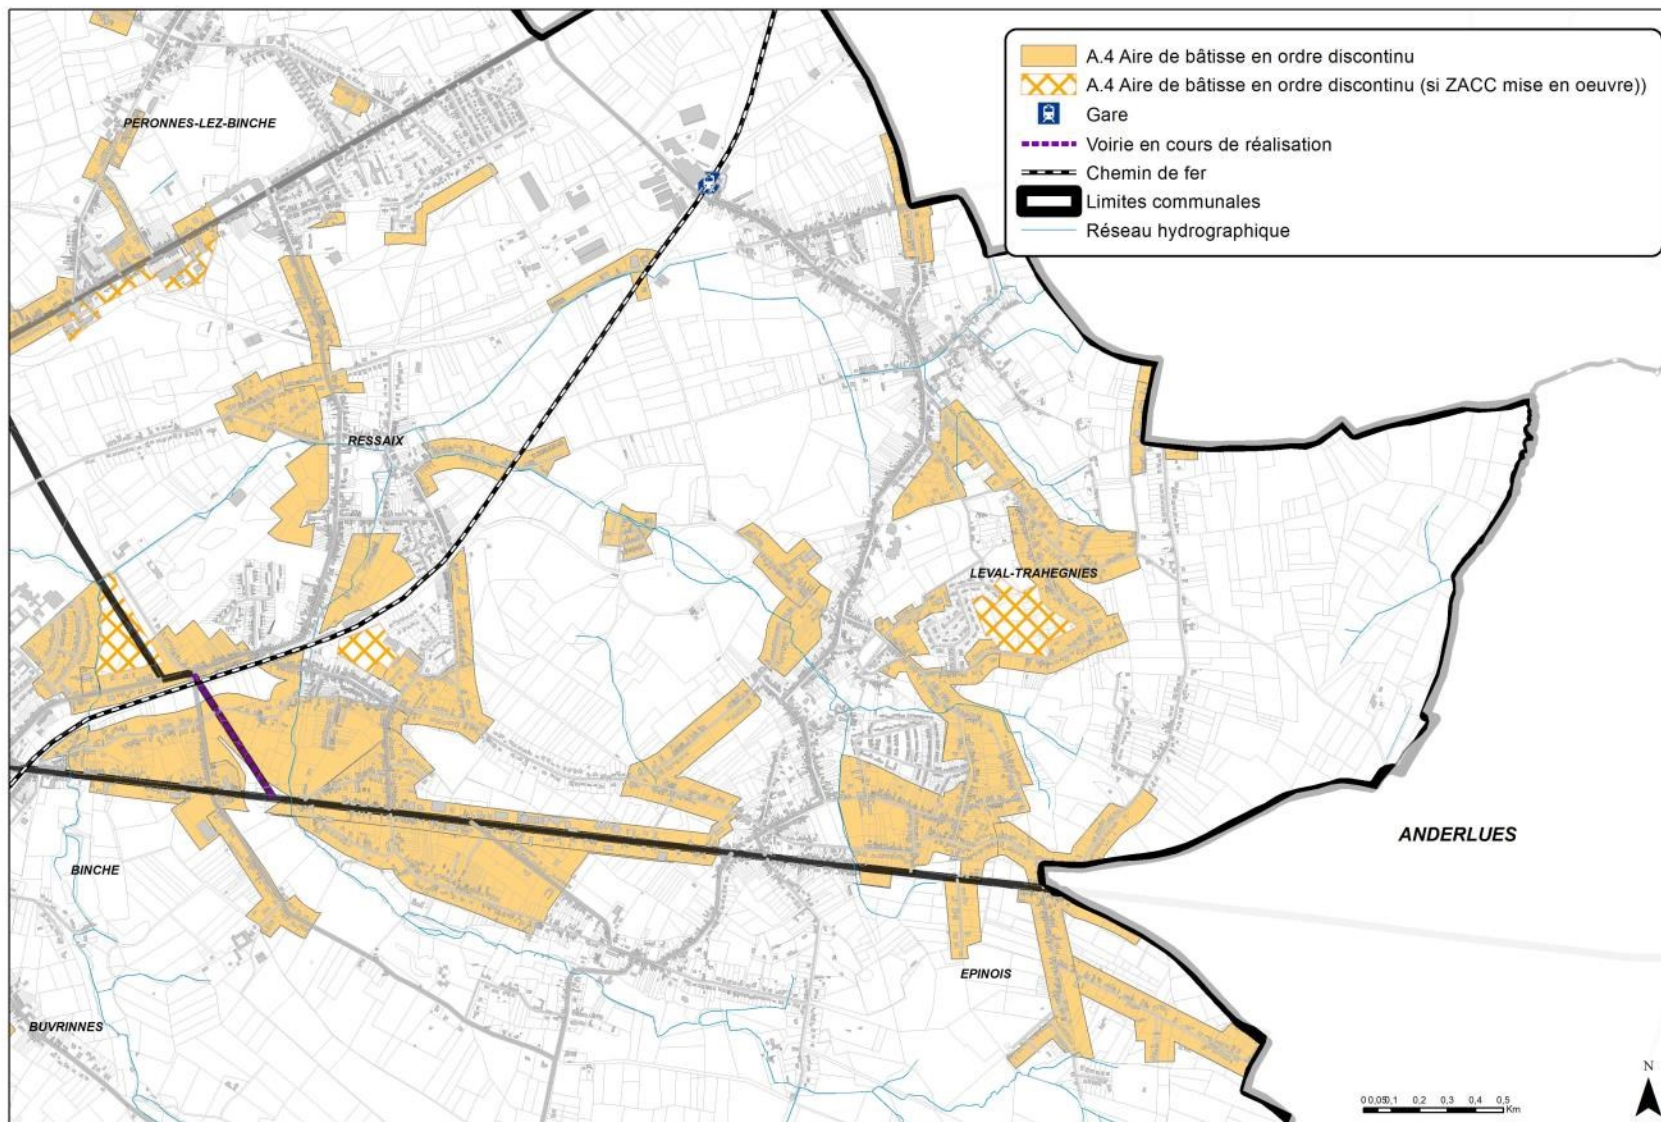 A.4 Aire de bâtisse en ordre discontinu
A.4 Aire de bâtisse en ordre discontinu (si ZACC mise en oeuvre))
Gare
Voirie en cours de réalisation
Chemin de fer
Limites communales
Réseau hydrographique
PERONNES-LEZ-BINCHE
RESSAIX
LEVAL-TRAHEGNIES
ANDERLUES
BINCHE
EPINOIS
BUVRINNES
N
0 0,05 0,1 0,2 0,3 0,4 0,5
Km